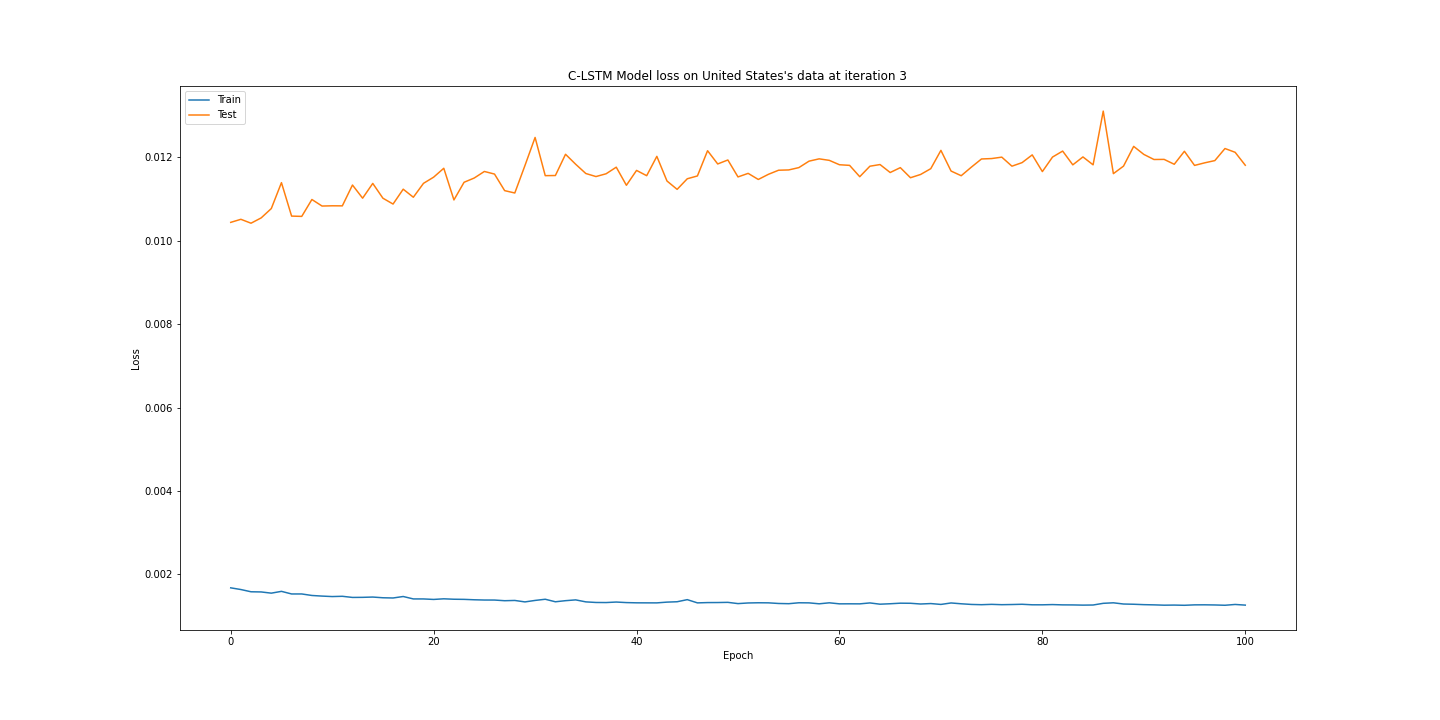 C-LSTM Model loss on United States's data at iteration 3
Train
Test
0.012
0.010
0.008
0.006
0.004
0.002
Loss
0 20 40 60 80 100
Epoch